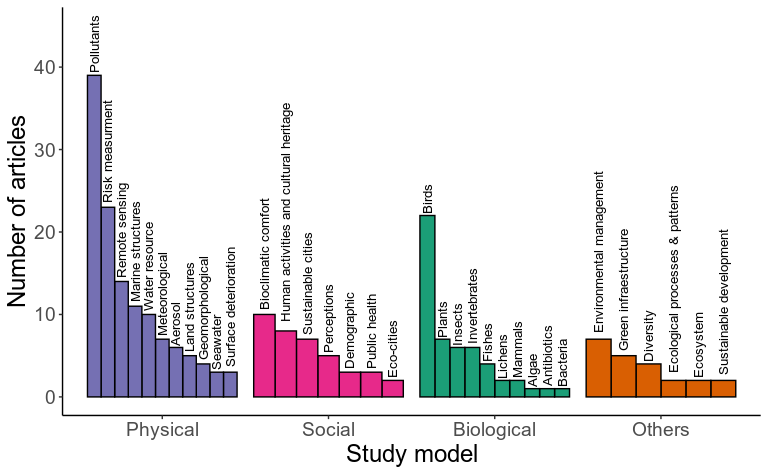 Number of articles
40
30
20
10
0
Pollutants
Risk measurment
Remote sensing
Marine structures
Water resource
Meteorological
Aerosol
Land structures
Geomorphological
Seawater
Surface deterioration
Bioclimatic comfort
Human activities and cultural heritage
Sustainable cities
Perceptions
Demographic
Public health
Eco-cities
Birds
Plants
Insects
Invertebrates
Fishes
Lichens
Mammals
Algae
Antibiotics
Bacteria
Environmental management
Green infraestructure
Diversity
Ecological processes & patterns
Ecosystem
Sustainable development
Physical
Social
Biological
Others
Study model